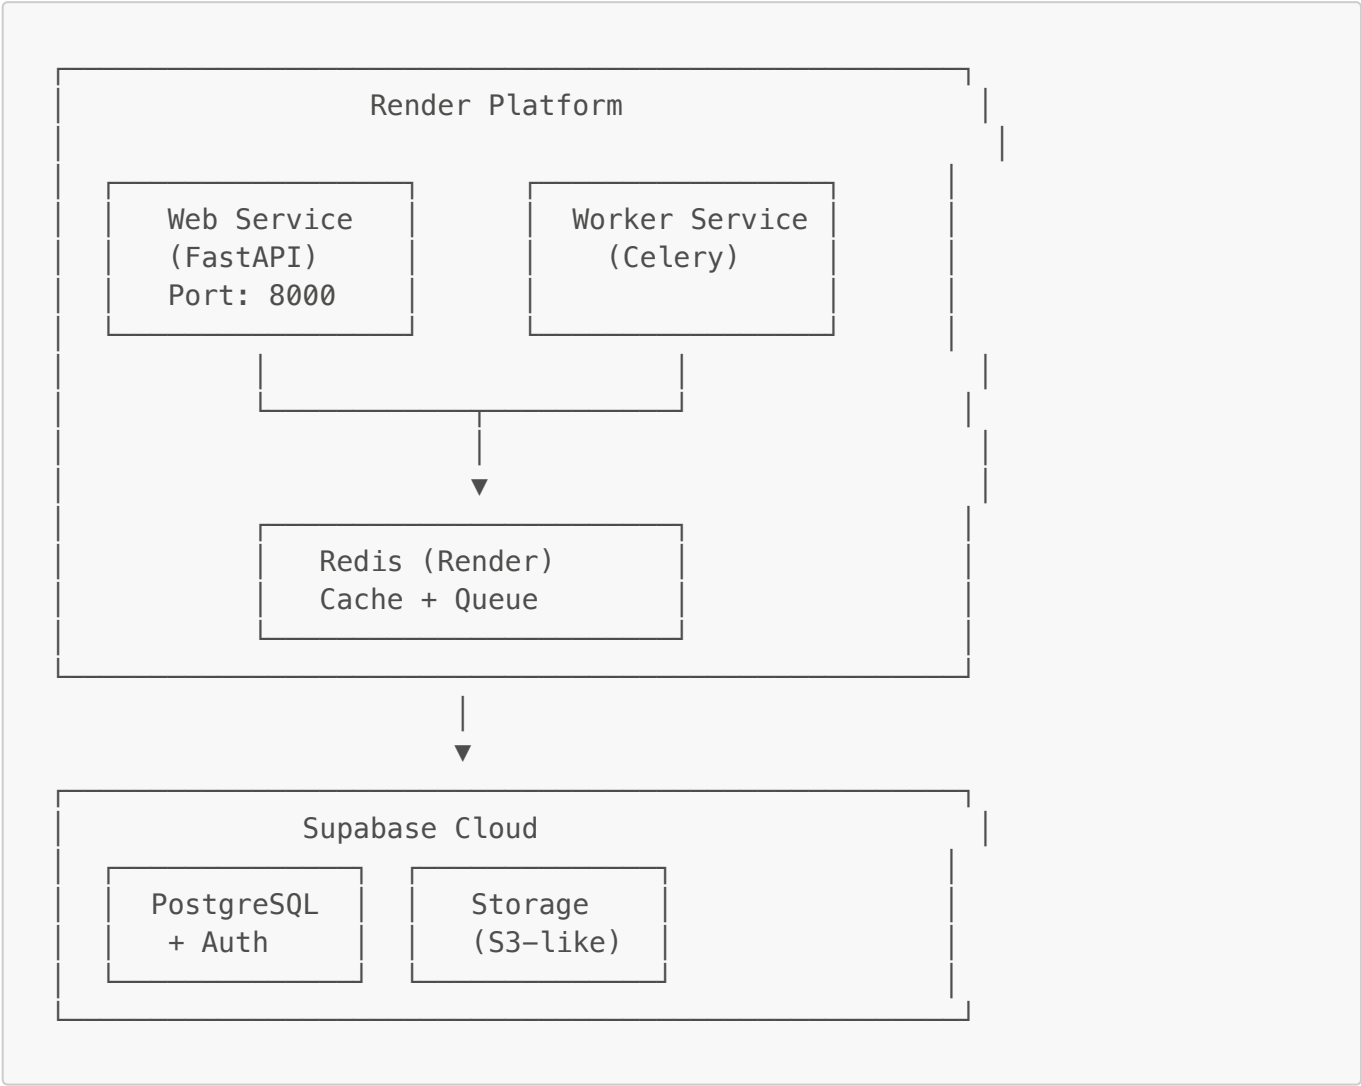 Render Platform
Web Service Worker Service
(FastAPI) (Celery)
Port: 8000
Redis (Render)
Cache + Queue
Supabase Cloud
PostgreSQL Storage
+ Auth (S3-like)